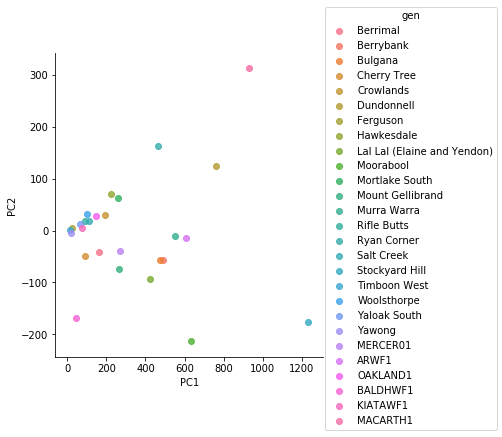 gen
Berrimal
Berrybank
Bulgana
Cherry Tree
Crowlands
Dundonnell
Ferguson
Hawkesdale
Lal Lal (Elaine and Yendon)
Moorabool
Mortlake South
Mount Gellibrand
Murra Warra
Rifle Butts
Ryan Corner
Salt Creek
Stockyard Hill
Timboon West
Woolsthorpe
Yaloak South
Yawong
MERCER01
ARWF1
OAKLAND1
BALDHWF1
KIATAWF1
MACARTH1
300
200
100
0
−100
−200
PC2
0 200 400 600 800 1000 1200
PC1